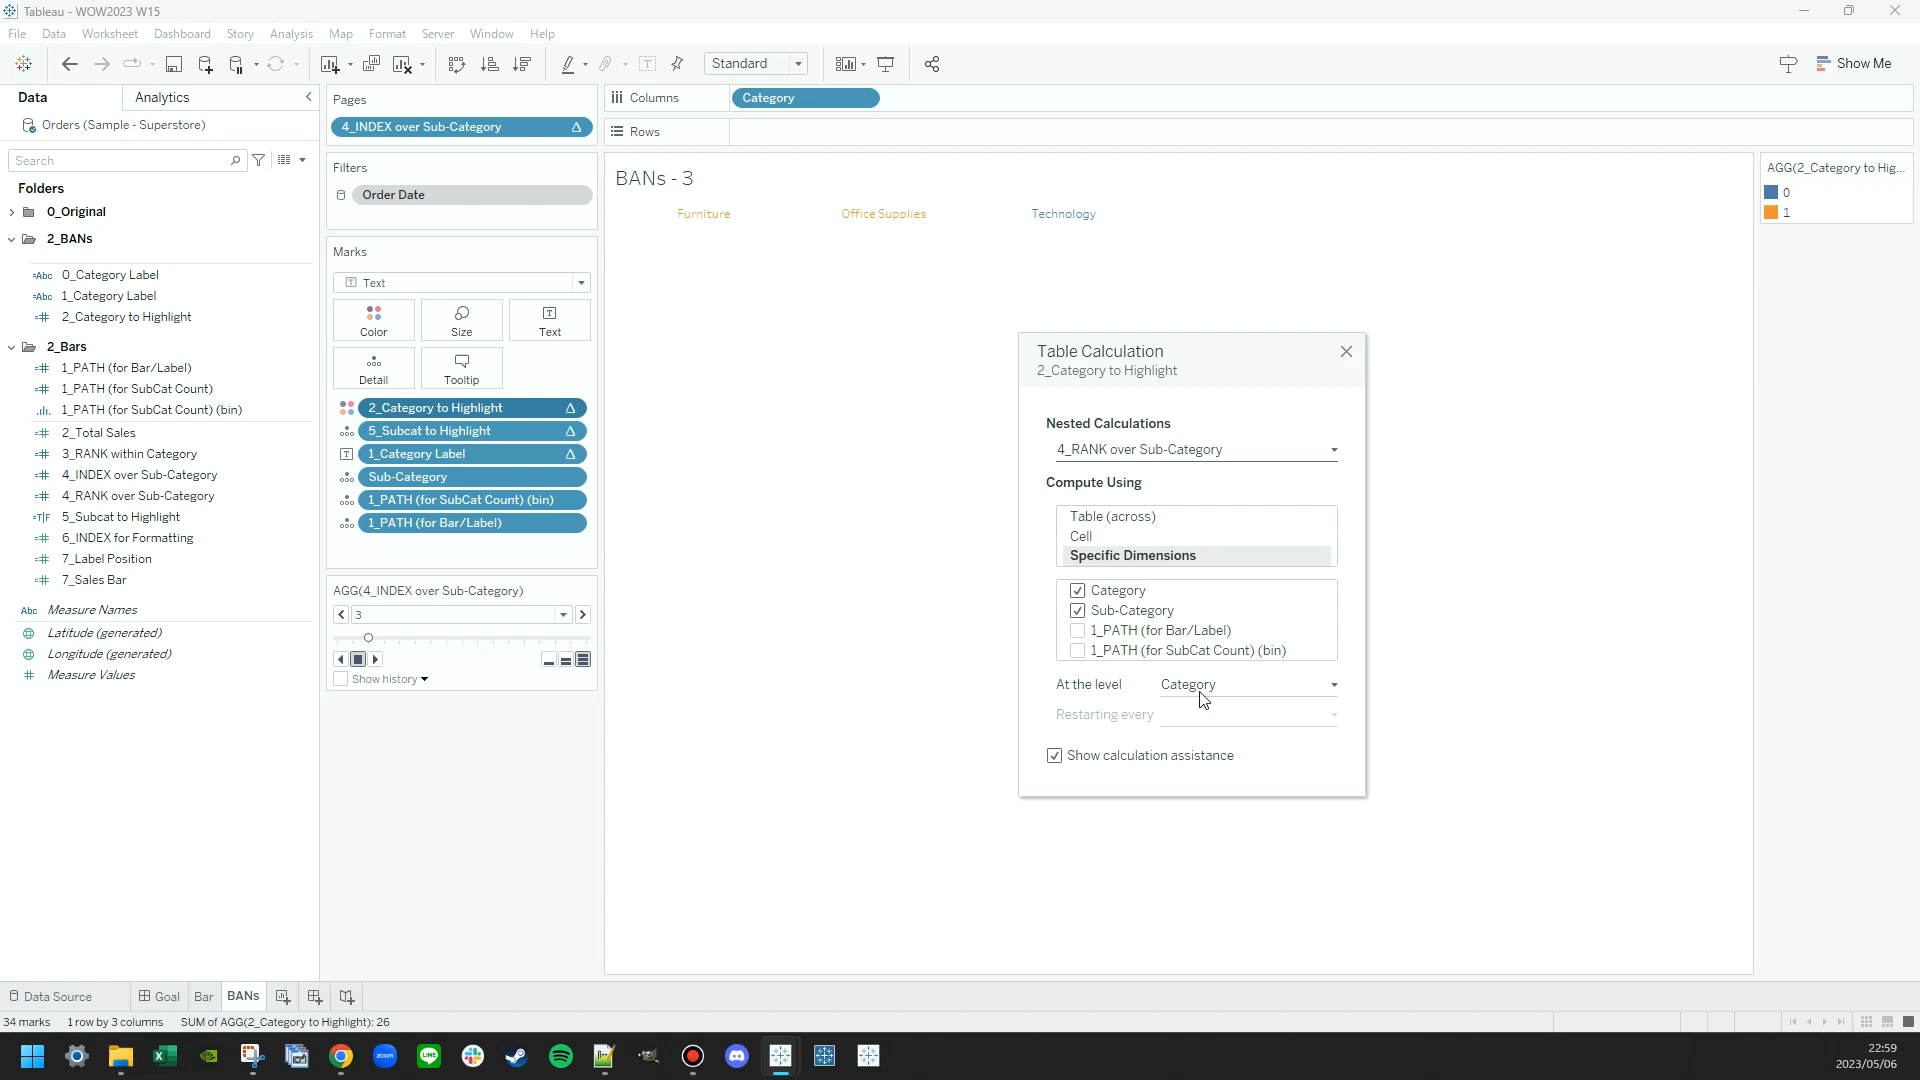 Tableau - WOW2023 W15
File Data Worksheet Dashboard Story Analysis Map Format Server Window Help
Standard
Show Me
Data
Analytics
Orders (Sample - Superstore)
Search
Folders
0_Original
2_BANs
=Abc 0_Category Label
=Abc 1_Category Label
=# 2_Category to Highlight
2_Bars
=# 1_PATH (for Bar/Label)
=# 1_PATH (for SubCat Count)
1_PATH (for SubCat Count) (bin)
=# 2_Total Sales
=# 3_RANK within Category
=# 4_INDEX over Sub-Category
=# 4_RANK over Sub-Category
=T|F 5_Subcat to Highlight
=# 6_INDEX for Formatting
=# 7_Label Position
=# 7_Sales Bar
Abc Measure Names
Latitude (generated)
Longitude (generated)
# Measure Values
Pages
4_INDEX over Sub-Category
Filters
Order Date
Marks
Text
Color
Size
Text
Detail
Tooltip
2_Category to Highlight
5_Subcat to Highlight
1_Category Label
Sub-Category
1_PATH (for SubCat Count) (bin)
1_PATH (for Bar/Label)
AGG(4_INDEX over Sub-Category)
3
Show history
Columns
Category
Rows
BANs - 3
Furniture
Office Supplies
Technology
AGG(2_Category to Hig...
0
1
Table Calculation
2_Category to Highlight
Nested Calculations
4_RANK over Sub-Category
Compute Using
Table (across)
Cell
Specific Dimensions
Category
Sub-Category
1_PATH (for Bar/Label)
1_PATH (for SubCat Count) (bin)
At the level Category
Restarting every
Show calculation assistance
Data Source
Goal
Bar
BANs
34 marks 1 row by 3 columns SUM of AGG(2_Category to Highlight): 26
zoom
LINE
22:59
2023/05/06